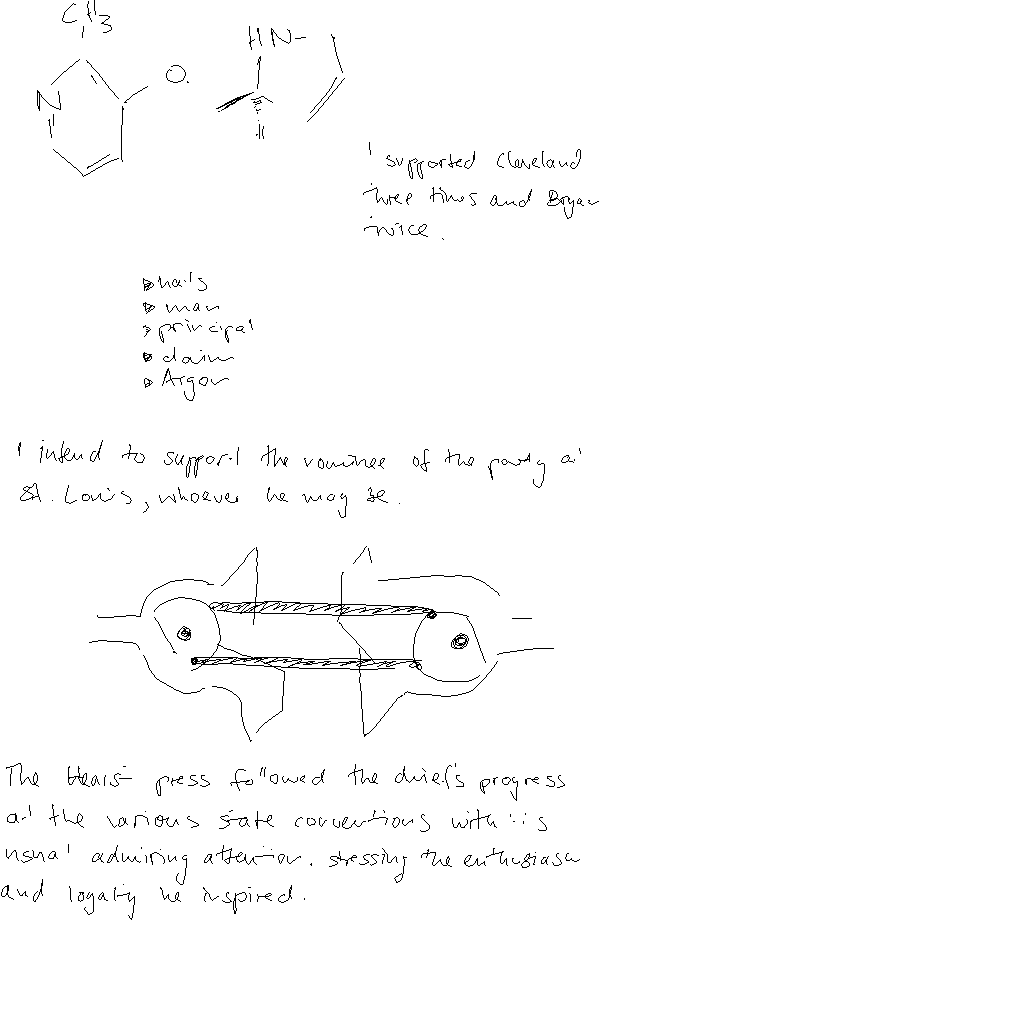 CH3
N
O.
HN-
H
I supported Cleveland
three times and Bryan
twice.
nails
man
principal
claim
Argon
I intend to support the nominee of the party at
St. Louis, whoever he may be.
The Hearst press followed the chief's progress
at the various state conventions with its
usual admiring attention. stressing the enthusiasm
and loyalty he inspired.